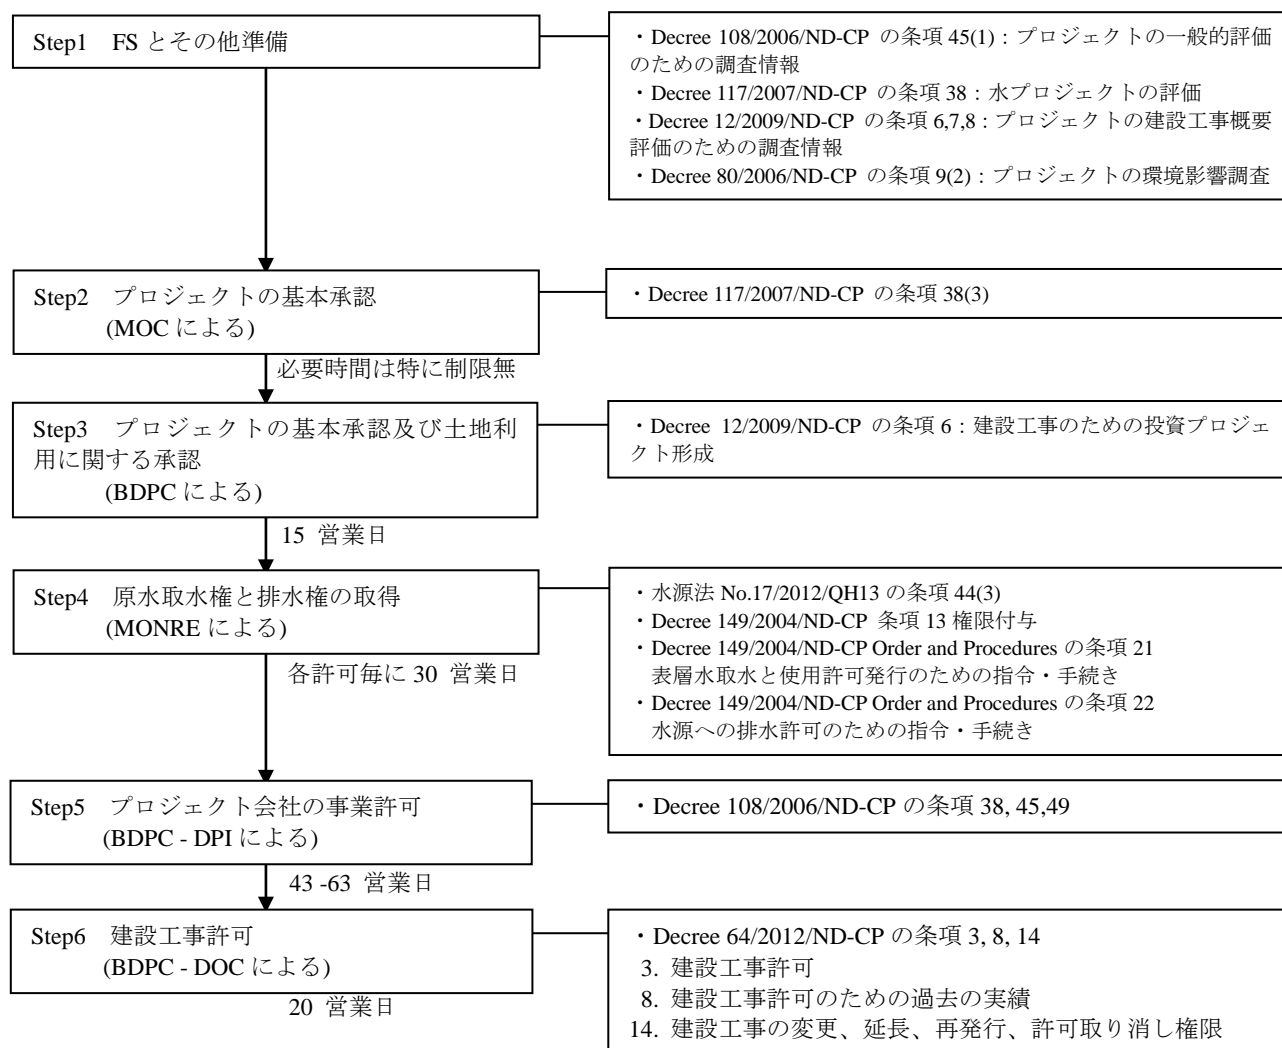 Step1 FS とその他準備
・Decree 108/2006/ND-CP の条項 45(1)：プロジェクトの一般的評価
のための調査情報
・Decree 117/2007/ND-CP の条項 38：水プロジェクトの評価
・Decree 12/2009/ND-CP の条項 6,7,8：プロジェクトの建設工事概要
評価のための調査情報
・Decree 80/2006/ND-CP の条項 9(2)：プロジェクトの環境影響調査
Step2 プロジェクトの基本承認
(MOC による)
・Decree 117/2007/ND-CP の条項 38(3)
必要時間は特に制限無
Step3 プロジェクトの基本承認及び土地利
用に関する承認
(BDPC による)
・Decree 12/2009/ND-CP の条項 6：建設工事のための投資プロジェ
クト形成
15 営業日
Step4 原水取水権と排水権の取得
(MONRE による)
・水源法 No.17/2012/QH13 の条項 44(3)
・Decree 149/2004/ND-CP 条項 13 権限付与
・Decree 149/2004/ND-CP Order and Procedures の条項 21
表層水取水と使用許可発行のための指令・手続き
・Decree 149/2004/ND-CP Order and Procedures の条項 22
水源への排水許可のための指令・手続き
各許可毎に 30 営業日
Step5 プロジェクト会社の事業許可
(BDPC - DPI による)
・Decree 108/2006/ND-CP の条項 38, 45,49
43 -63 営業日
Step6 建設工事許可
(BDPC - DOC による)
・Decree 64/2012/ND-CP の条項 3, 8, 14
3. 建設工事許可
8. 建設工事許可のための過去の実績
14. 建設工事の変更、延長、再発行、許可取り消し権限
20 営業日